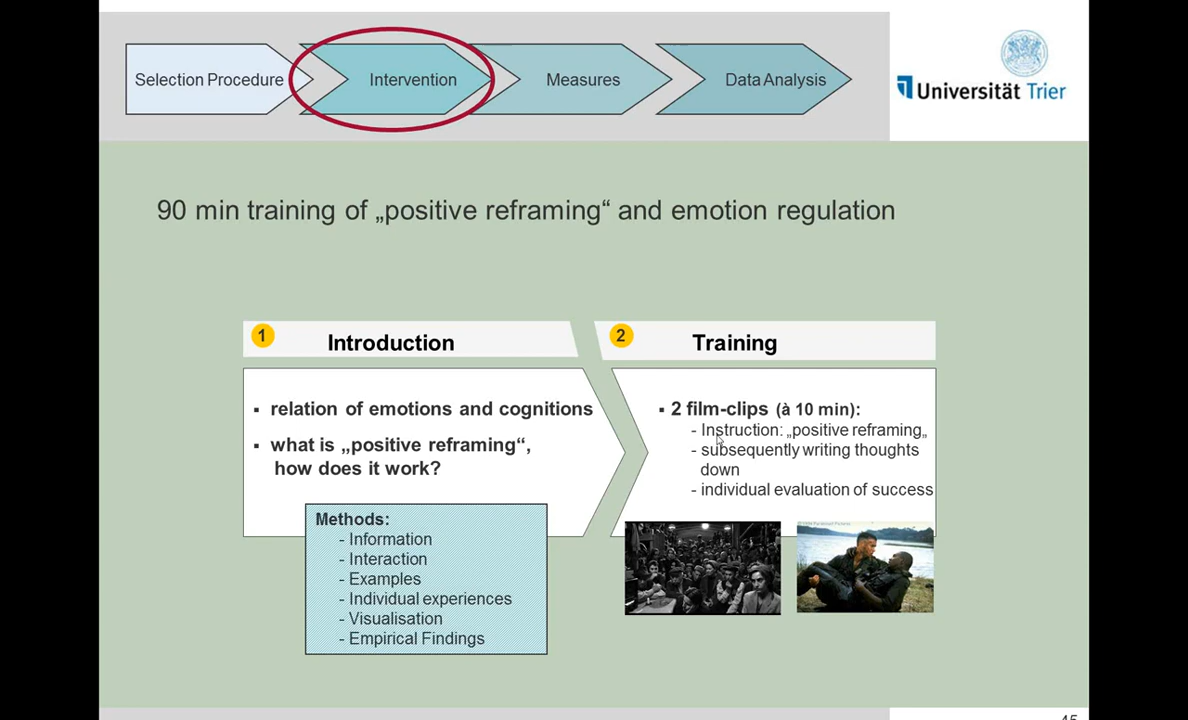 Selection Procedure
Intervention
Measures
Data Analysis
Universität Trier
90 min training of „positive reframing“ and emotion regulation
1
Introduction
▪ relation of emotions and cognitions
▪ what is „positive reframing“,
how does it work?
Methods:
- Information
- Interaction
- Examples
- Individual experiences
- Visualisation
- Empirical Findings
2
Training
▪ 2 film-clips (à 10 min):
- Instruction: „positive reframing„
- subsequently writing thoughts
down
- individual evaluation of success